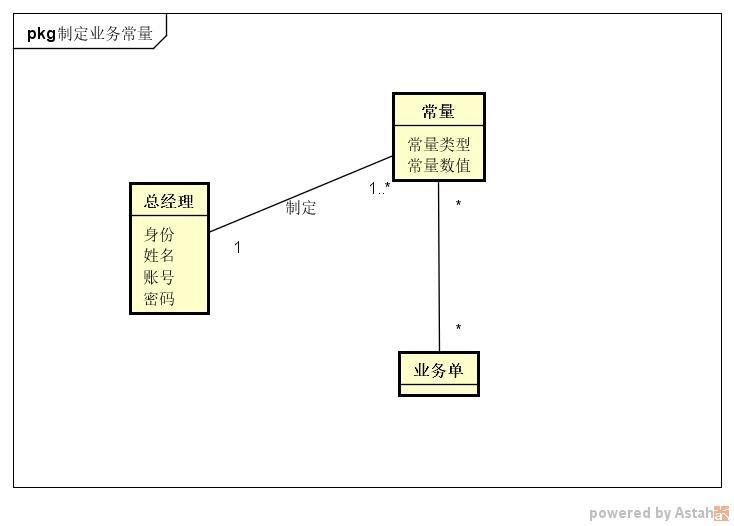 pkg制定业务常量
常量
常量类型
常量数值
1..*
制定
总经理
身份
姓名
账号
密码
1
*
*
业务单
powered by Astah